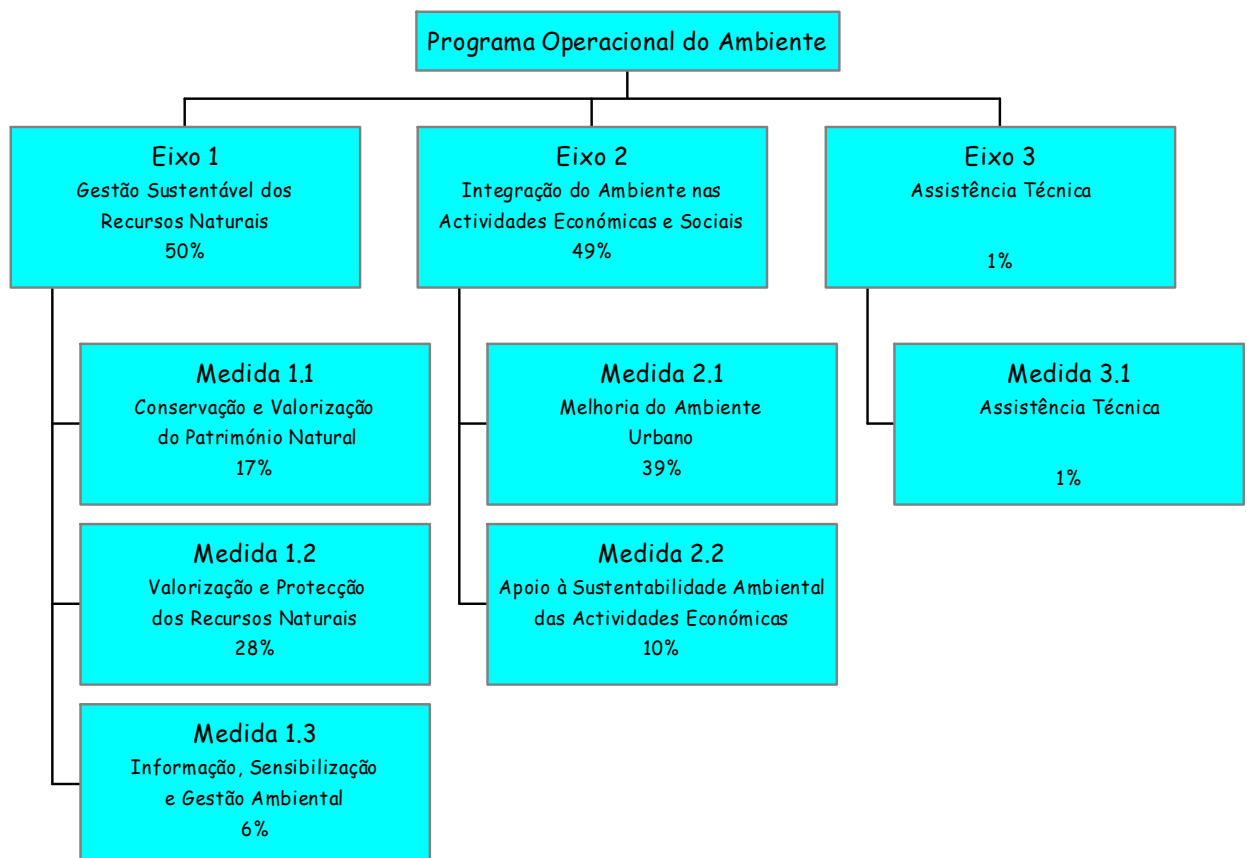 Programa Operacional do Ambiente
Eixo 1
Gestão Sustentável dos
Recursos Naturais
50%
Eixo 2
Integração do Ambiente nas
Actividades Económicas e Sociais
49%
Eixo 3
Assistência Técnica
1%
Medida 1.1
Conservação e Valorização
do Património Natural
17%
Medida 2.1
Melhoria do Ambiente
Urbano
39%
Medida 3.1
Assistência Técnica
1%
Medida 1.2
Valorização e Protecção
dos Recursos Naturais
28%
Medida 2.2
Apoio à Sustentabilidade Ambiental
das Actividades Económicas
10%
Medida 1.3
Informação, Sensibilização
e Gestão Ambiental
6%